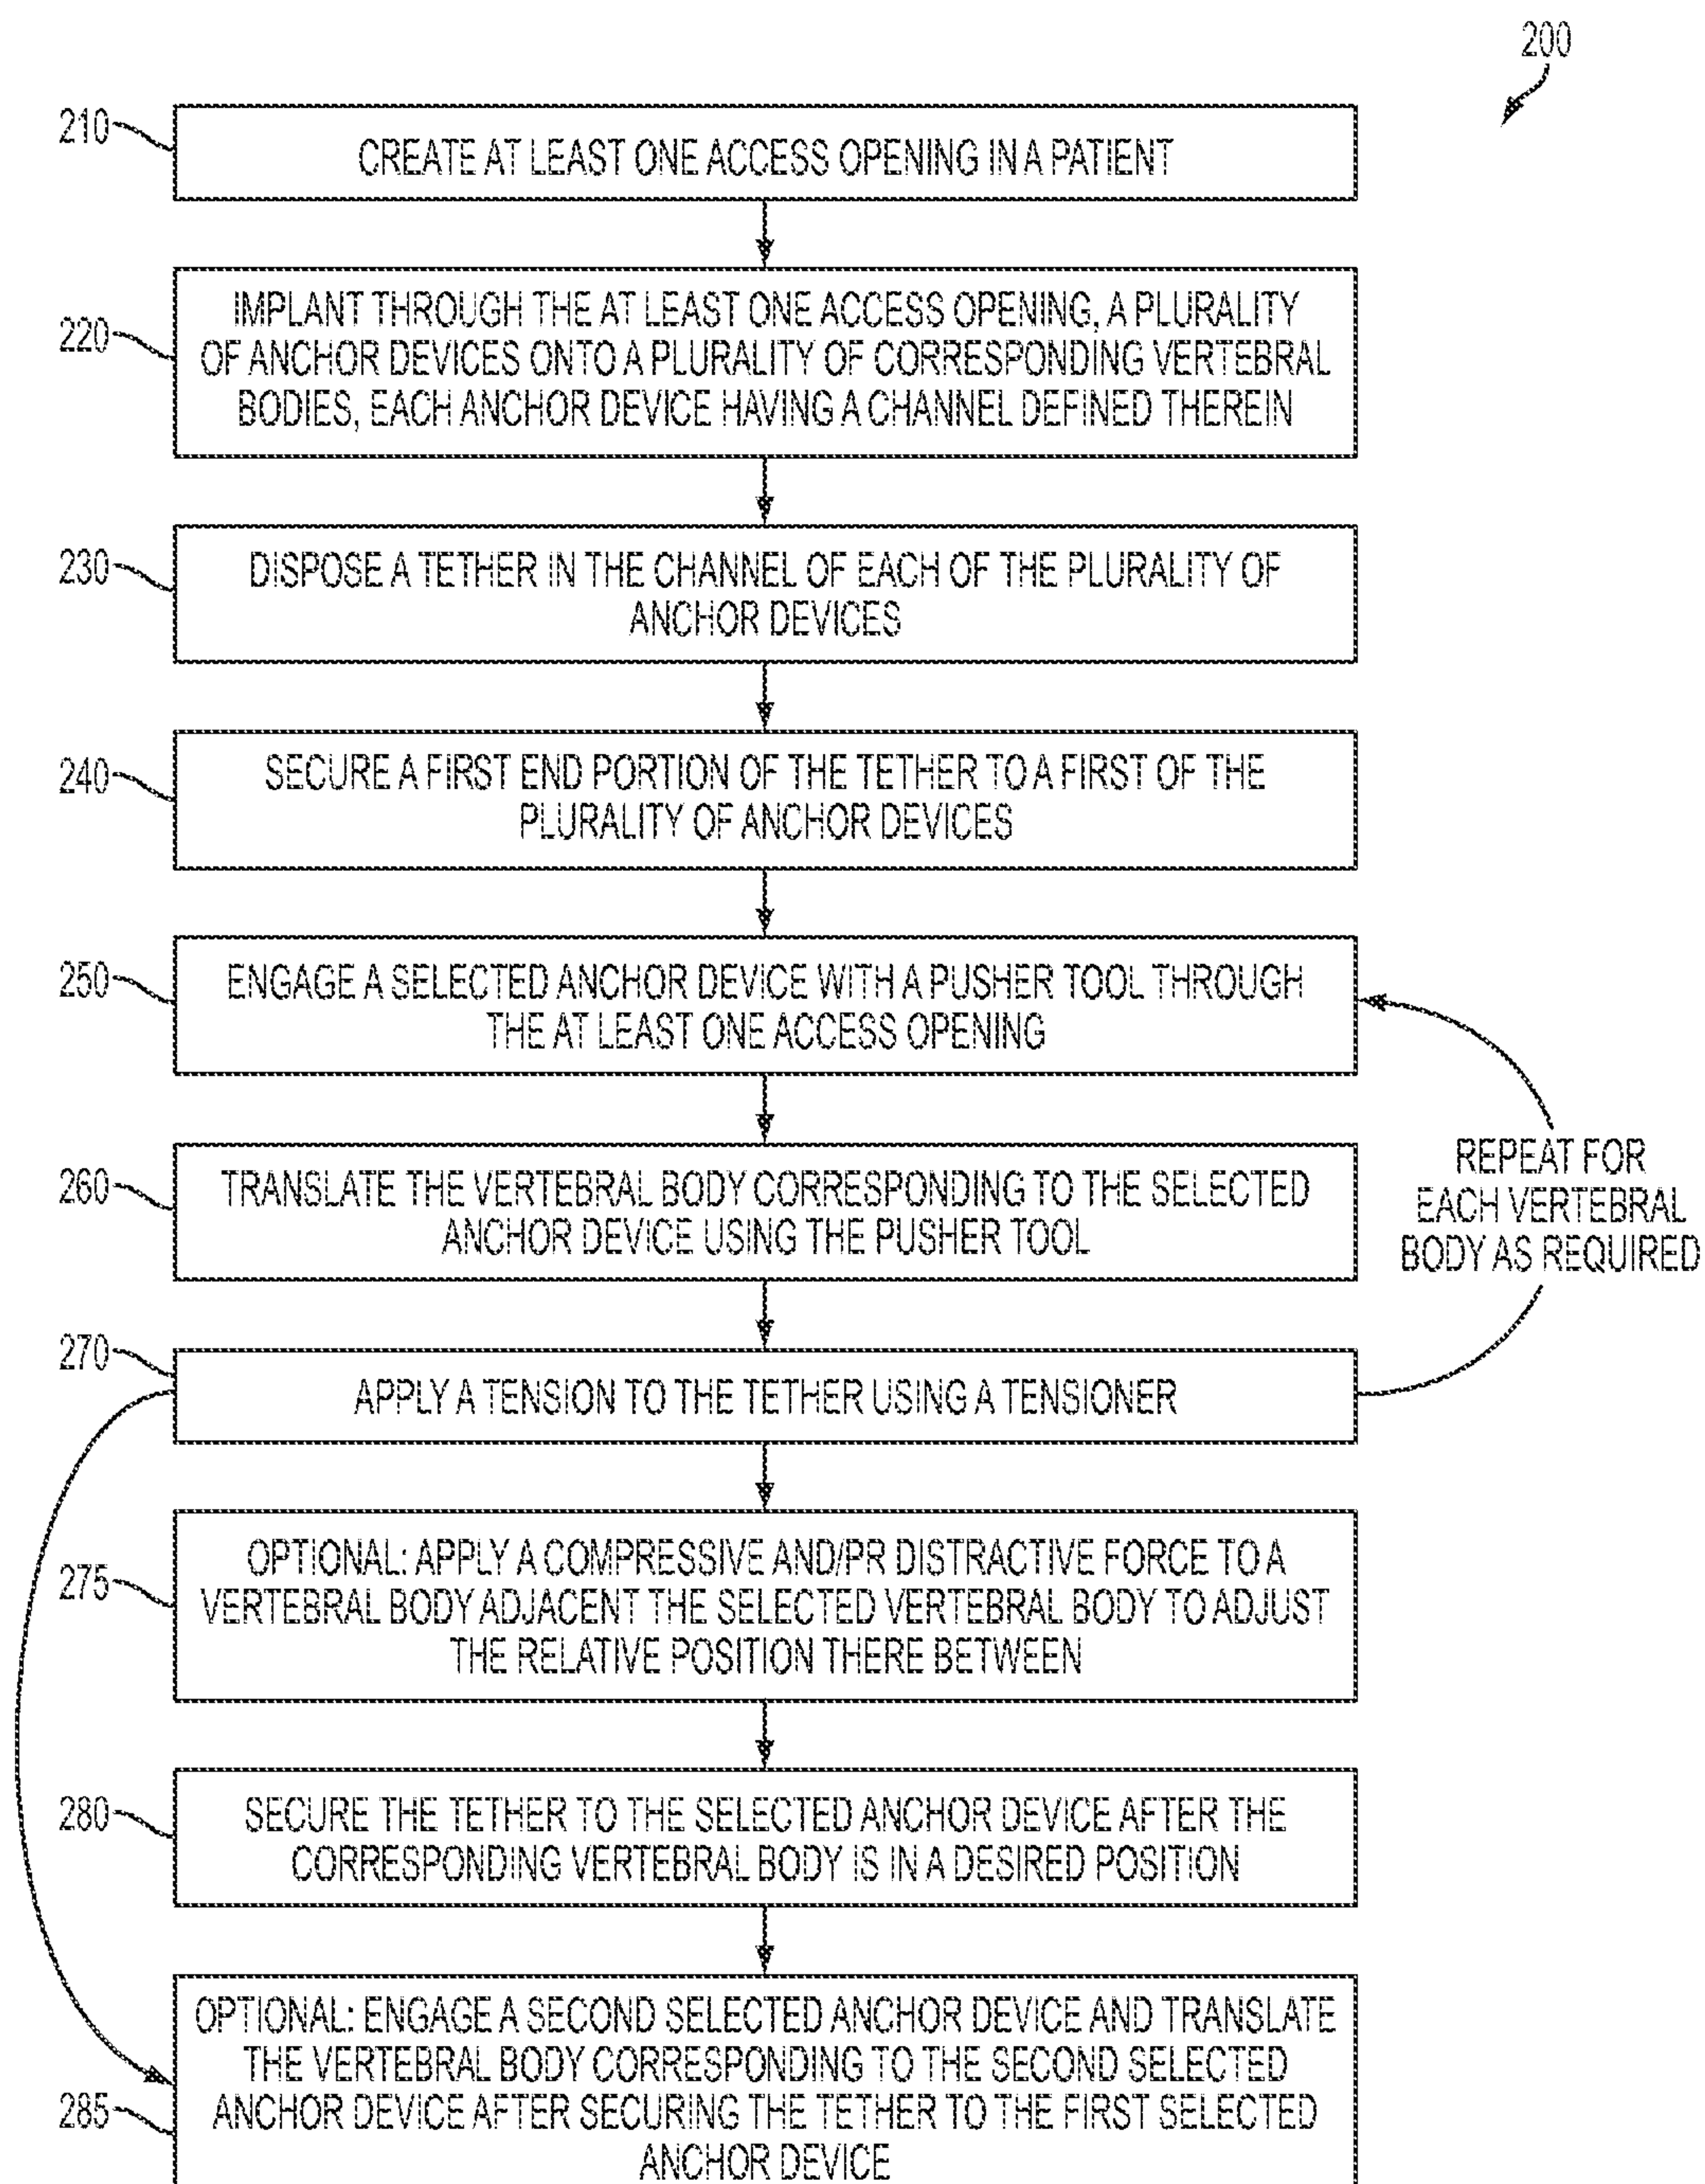 200
210
CREATE AT LEAST ONE ACCESS OPENING IN A PATIENT
220
IMPLANT THROUGH THE AT LEAST ONE ACCESS OPENING, A PLURALITY
OF ANCHOR DEVICES ONTO A PLURALITY OF CORRESPONDING VERTEBRAL
BODIES, EACH ANCHOR DEVICE HAVING A CHANNEL DEFINED THEREIN
230
DISPOSE A TETHER IN THE CHANNEL OF EACH OF THE PLURALITY OF
ANCHOR DEVICES
240
SECURE A FIRST END PORTION OF THE TETHER TO A FIRST OF THE
PLURALITY OF ANCHOR DEVICES
250
ENGAGE A SELECTED ANCHOR DEVICE WITH A PUSHER TOOL THROUGH
THE AT LEAST ONE ACCESS OPENING
260
TRANSLATE THE VERTEBRAL BODY CORRESPONDING TO THE SELECTED
ANCHOR DEVICE USING THE PUSHER TOOL
REPEAT FOR
EACH VERTEBRAL
BODY AS REQUIRED
270
APPLY A TENSION TO THE TETHER USING A TENSIONER
275
OPTIONAL: APPLY A COMPRESSIVE AND/PR DISTRACTIVE FORCE TO A
VERTEBRAL BODY ADJACENT THE SELECTED VERTEBRAL BODY TO ADJUST
THE RELATIVE POSITION THERE BETWEEN
280
SECURE THE TETHER TO THE SELECTED ANCHOR DEVICE AFTER THE
CORRESPONDING VERTEBRAL BODY IS IN A DESIRED POSITION
285
OPTIONAL: ENGAGE A SECOND SELECTED ANCHOR DEVICE AND TRANSLATE
THE VERTEBRAL BODY CORRESPONDING TO THE SECOND SELECTED
ANCHOR DEVICE AFTER SECURING THE TETHER TO THE FIRST SELECTED
ANCHOR DEVICE